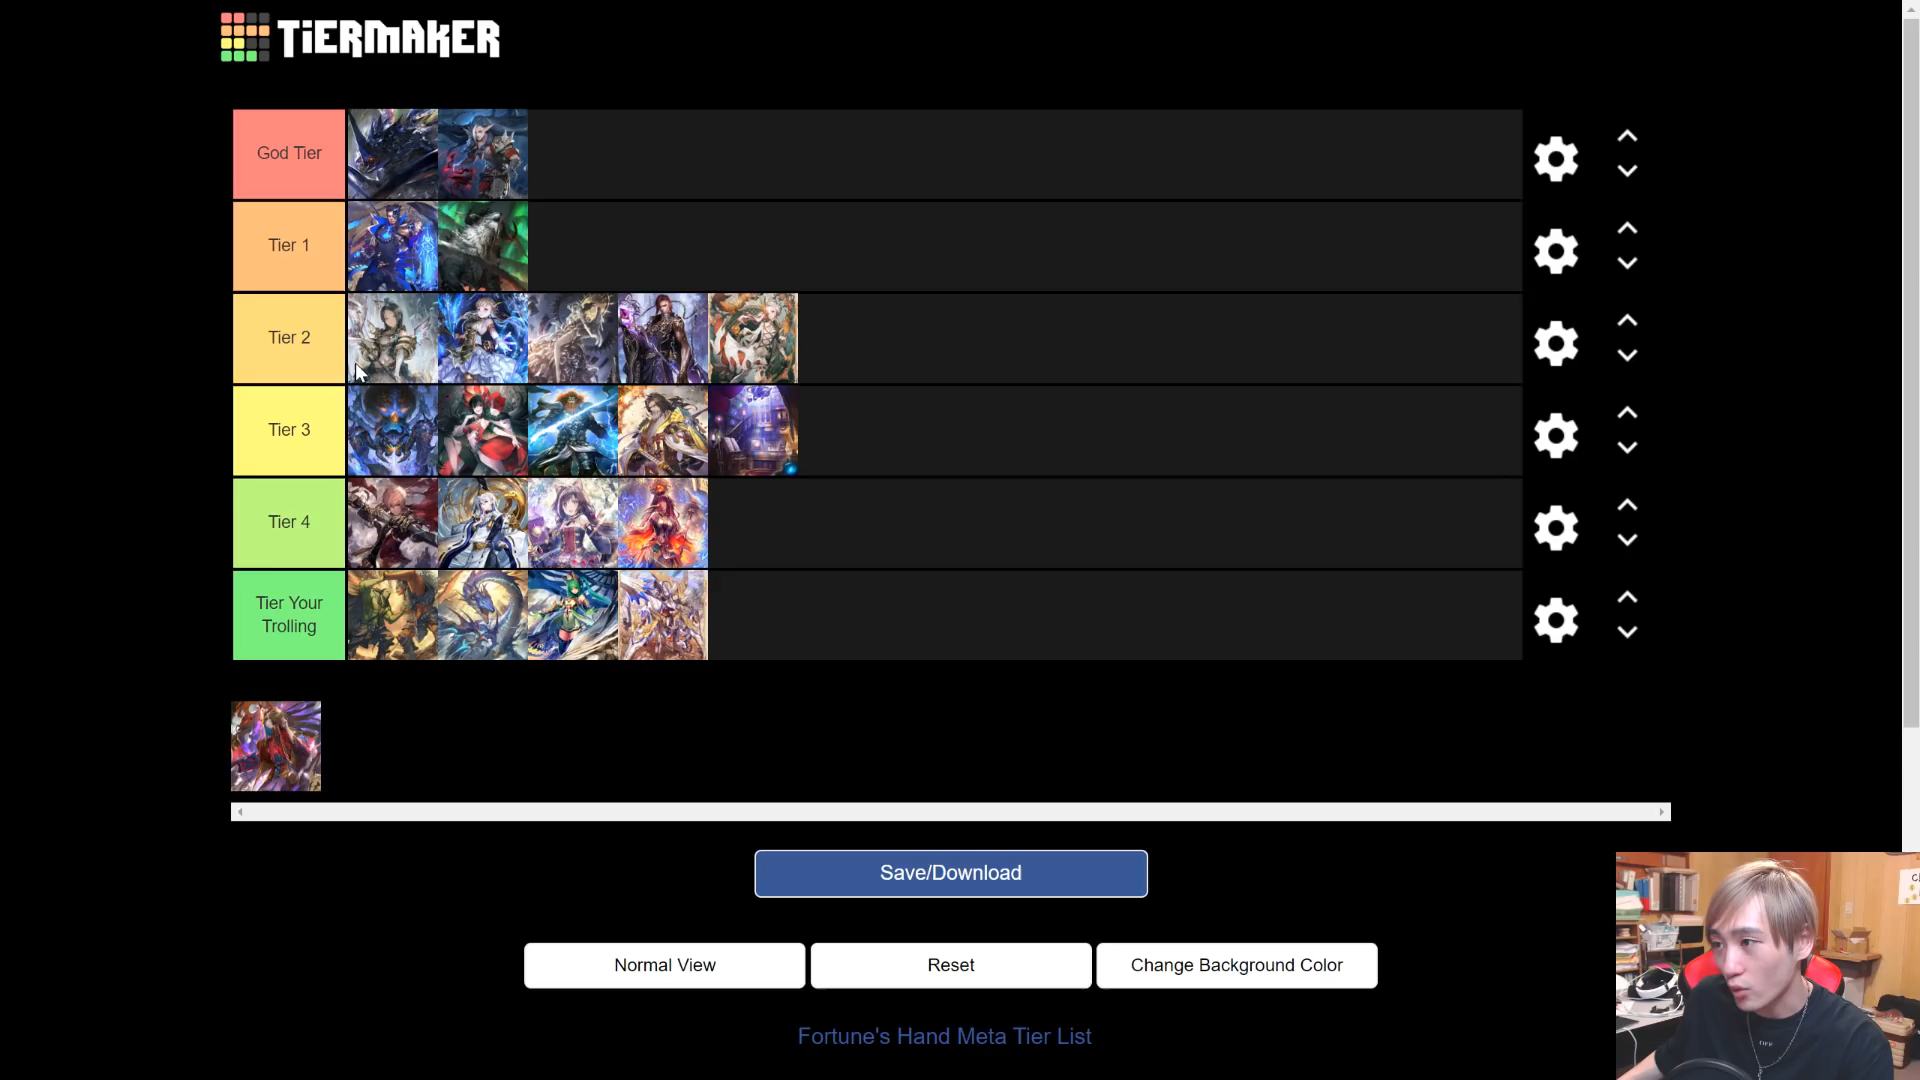 TiERMAKER
God Tier
Tier 1
Tier 2
Tier 3
Tier 4
Tier Your
Trolling
Save/Download
Normal View
Reset
Change Background Color
Fortune's Hand Meta Tier List